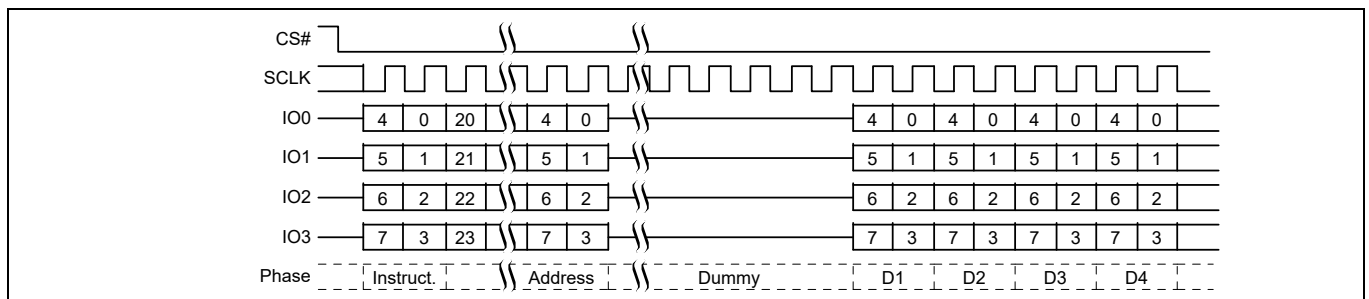 CS#
SCLK
IO0 4 0 20 4 0 4 0 4 0 4 0 4 0
IO1 5 1 21 5 1 5 1 5 1 5 1 5 1
IO2 6 2 22 6 2 6 2 6 2 6 2 6 2
IO3 7 3 23 7 3 7 3 7 3 7 3 7 3
Phase Instruct. Address Dummy D1 D2 D3 D4